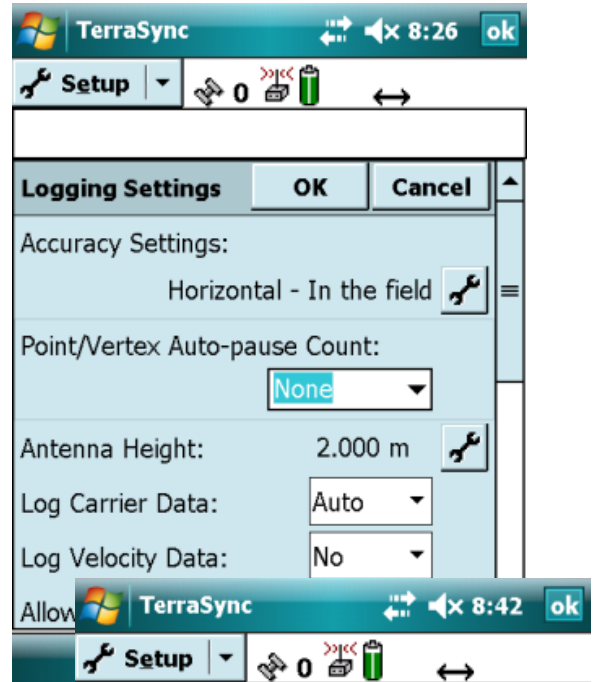 TerraSync 8:26 ok
Setup 0
Logging Settings OK Cancel
Accuracy Settings:
Horizontal - In the field
Point/Vertex Auto-pause Count:
None
Antenna Height: 2.000 m
Log Carrier Data: Auto
Log Velocity Data: No
Allow
TerraSync 8:42 ok
Setup 0